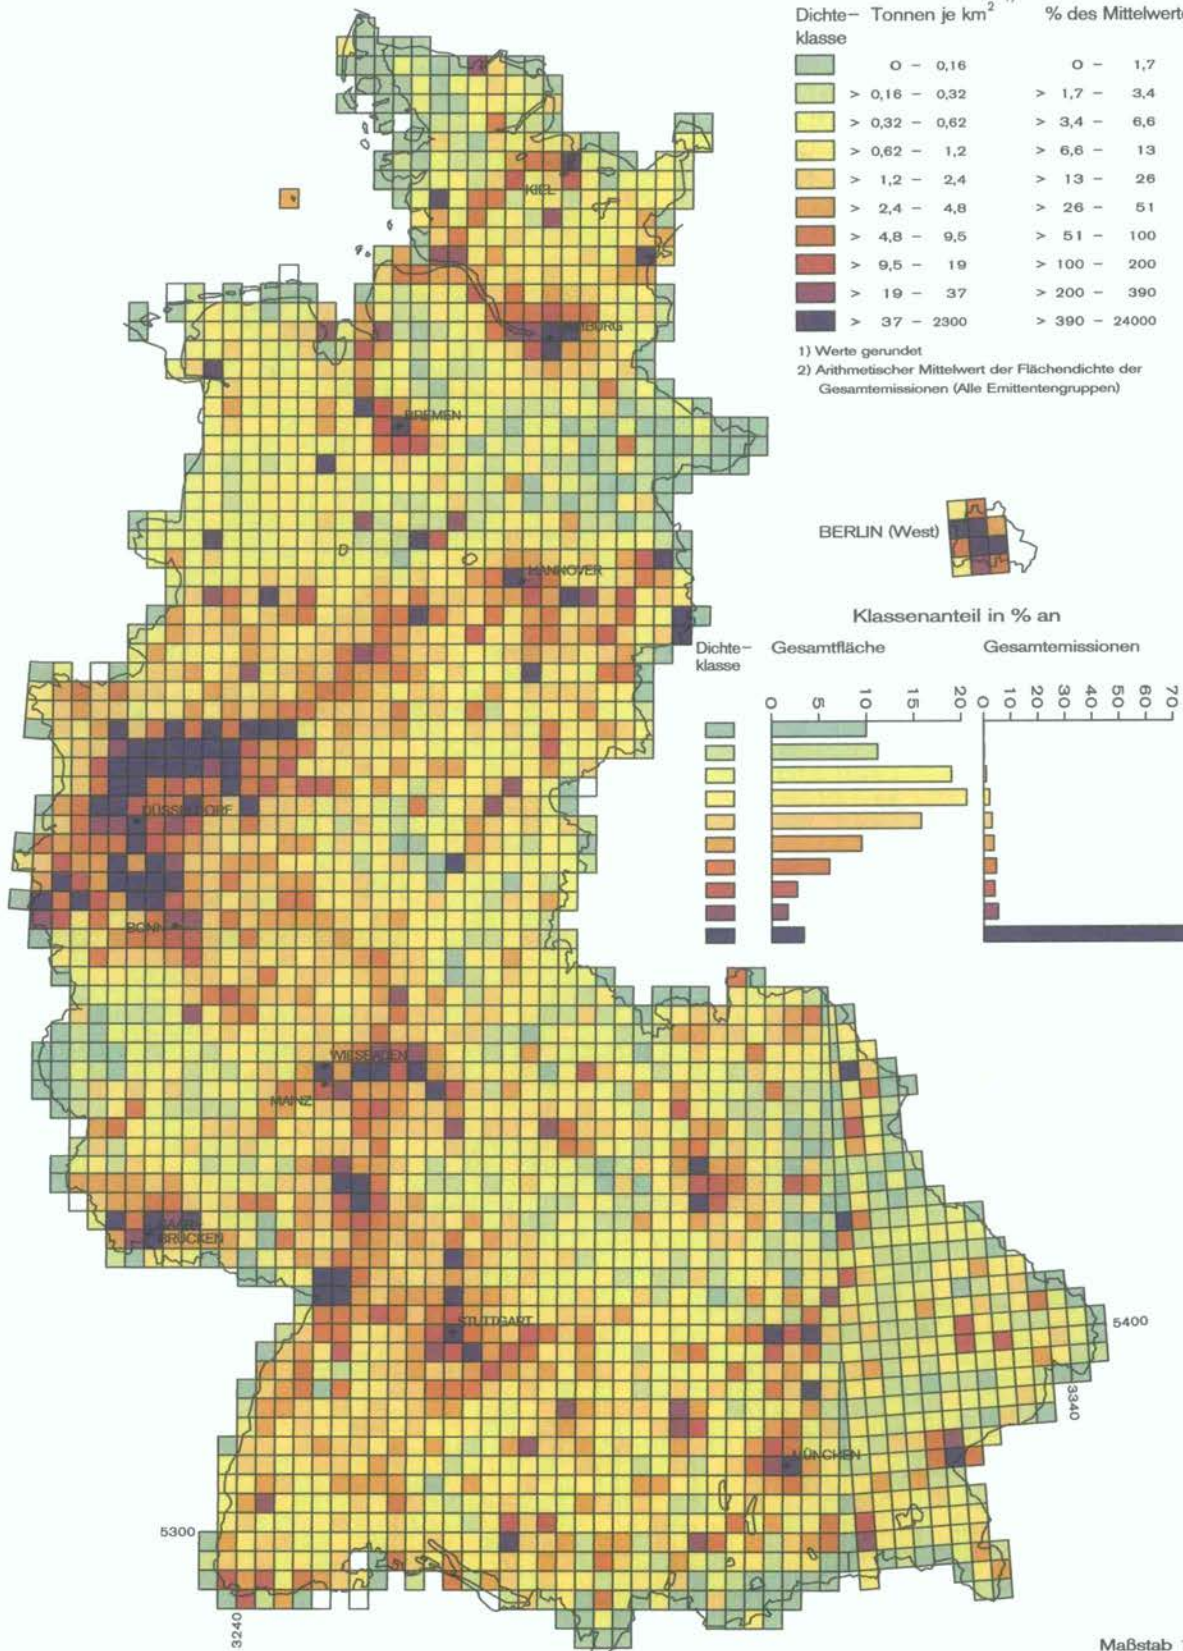 Dichte- Tonnen je km² % des Mittelwerte
klasse
0 - 0,16 0 - 1,7
> 0,16 - 0,32 > 1,7 - 3,4
> 0,32 - 0,62 > 3,4 - 6,6
> 0,62 - 1,2 > 6,6 - 13
> 1,2 - 2,4 > 13 - 26
> 2,4 - 4,8 > 26 - 51
> 4,8 - 9,5 > 51 - 100
> 9,5 - 19 > 100 - 200
> 19 - 37 > 200 - 390
> 37 - 2300 > 390 - 24000
1) Werte gerundet
2) Arithmetischer Mittelwert der Flächendichte der
Gesamtemissionen (Alle Emittentengruppen)
KIEL
HAMBURG
BREMEN
BERLIN (West)
HANNOVER
Klassenanteil in % an
Dichte- Gesamtfläche Gesamtemissionen
klasse
0 5 10 15 20 0 10 20 30 40 50 60 70
DÜSSELDORF
BONN
WIESBADEN
MAINZ
SAAR-
BRÜCKEN
STUTTGART
5400
3340
MÜNCHEN
5300
3240
Maßstab